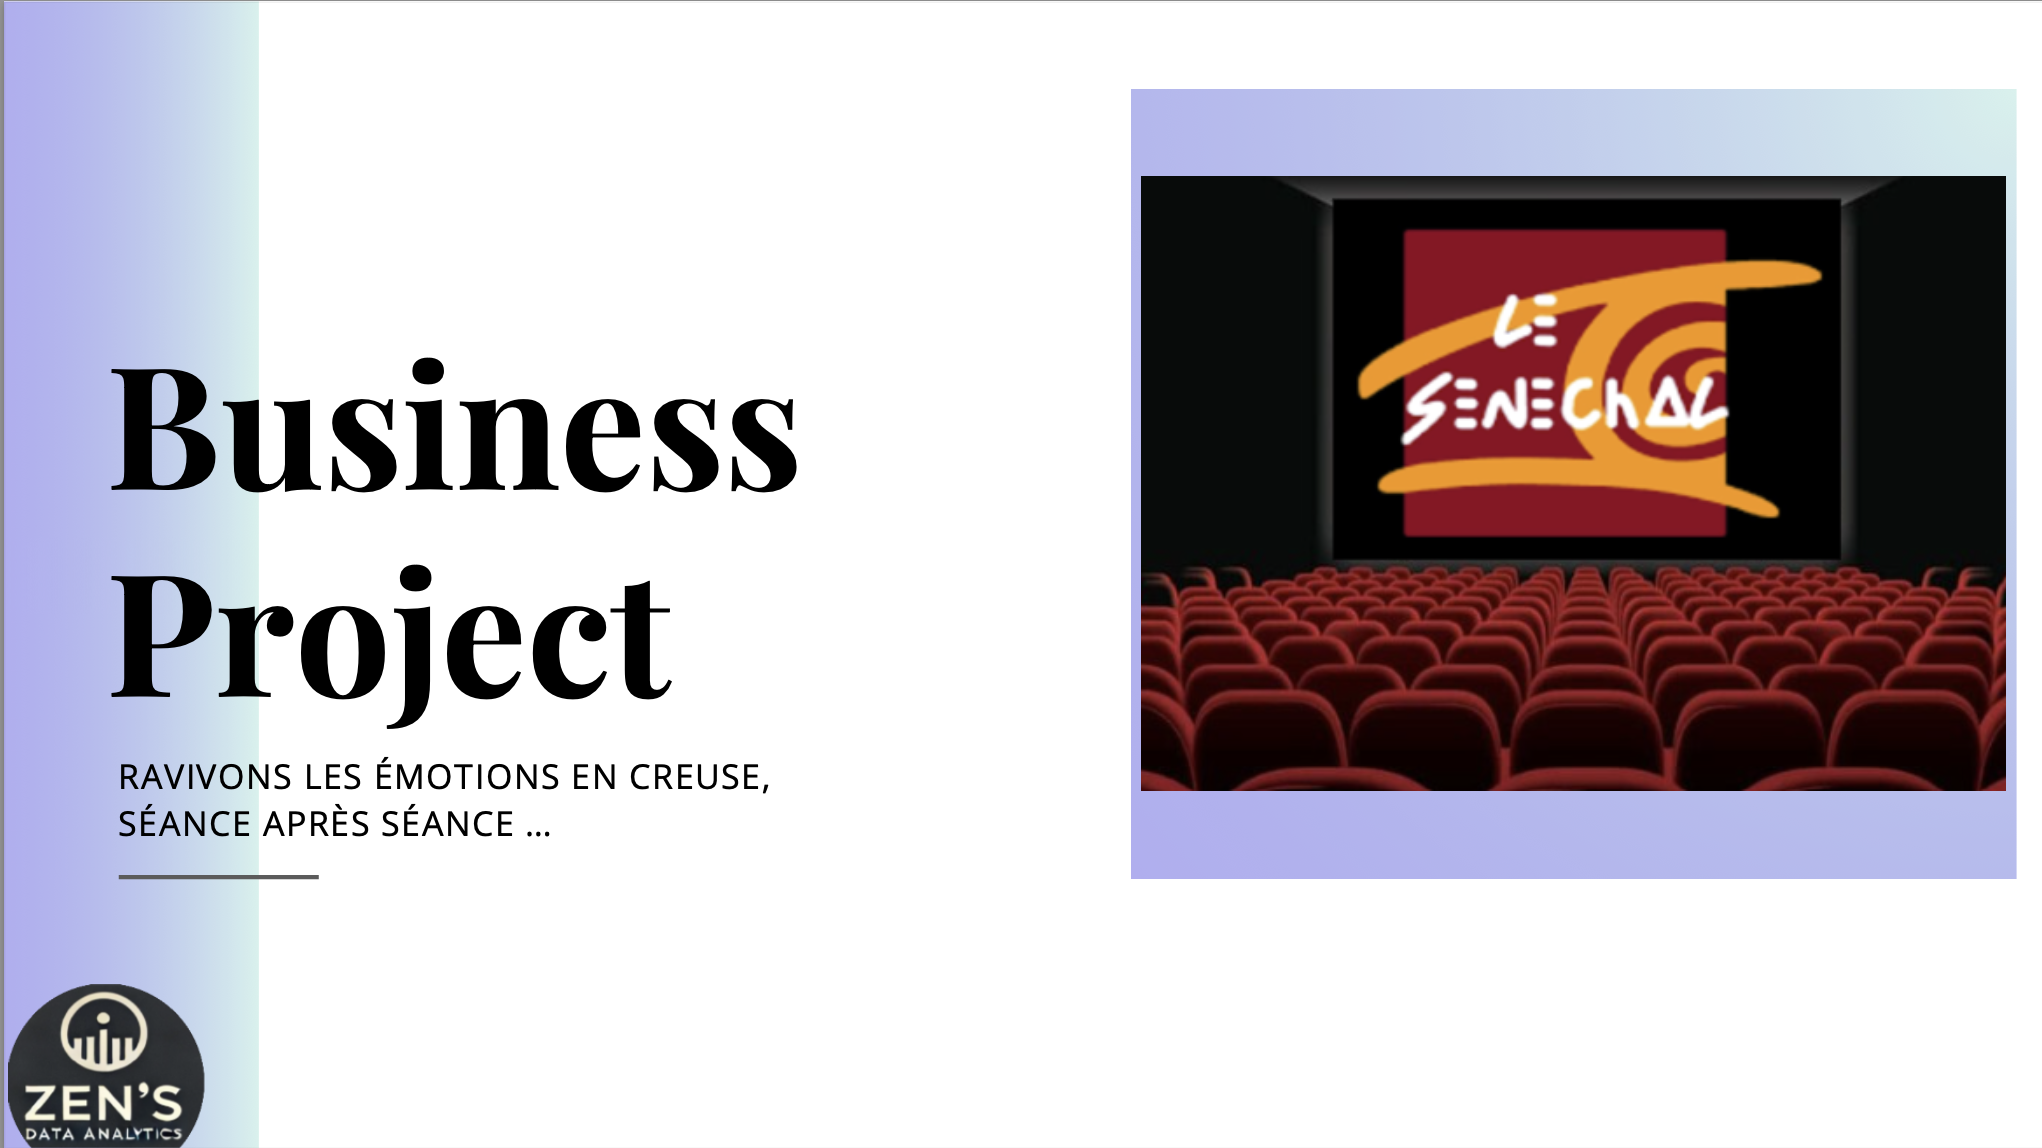 Business
Project
RAVIVONS LES ÉMOTIONS EN CREUSE,
SÉANCE APRÈS SÉANCE ...
LE
SENECHAL
ZEN'S
DATA ANALYTICS